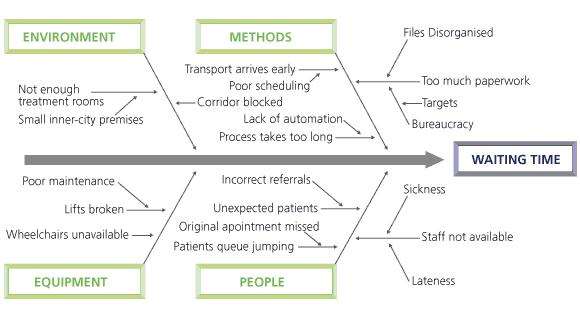 ENVIRONMENT
METHODS
Files Disorganised
Transport arrives early
Too much paperwork
Not enough
treatment rooms
Poor scheduling
Corridor blocked
Targets
Small inner-city premises
Lack of automation
Bureaucracy
Process takes too long
WAITING TIME
Poor maintenance
Incorrect referrals
Sickness
Lifts broken
Unexpected patients
Original apointment missed
Wheelchairs unavailable
Staff not available
Patients queue jumping
EQUIPMENT
PEOPLE
Lateness